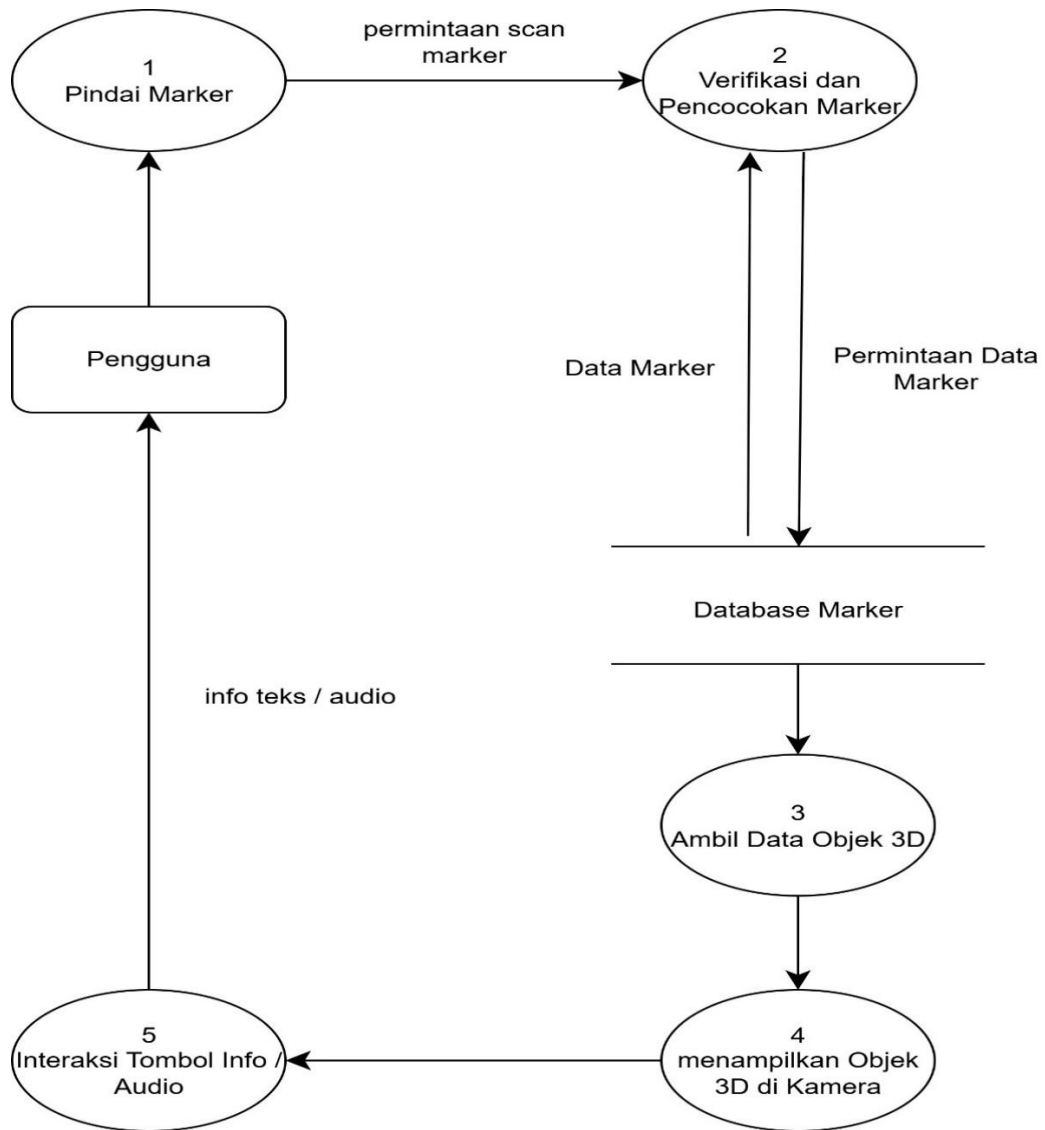 1
Pindai Marker
permintaan scan
marker
2
Verifikasi dan
Pencocokan Marker
Pengguna
Data Marker
Permintaan Data
Marker
Database Marker
info teks / audio
3
Ambil Data Objek 3D
4
menampilkan Objek
3D di Kamera
5
Interaksi Tombol Info /
Audio